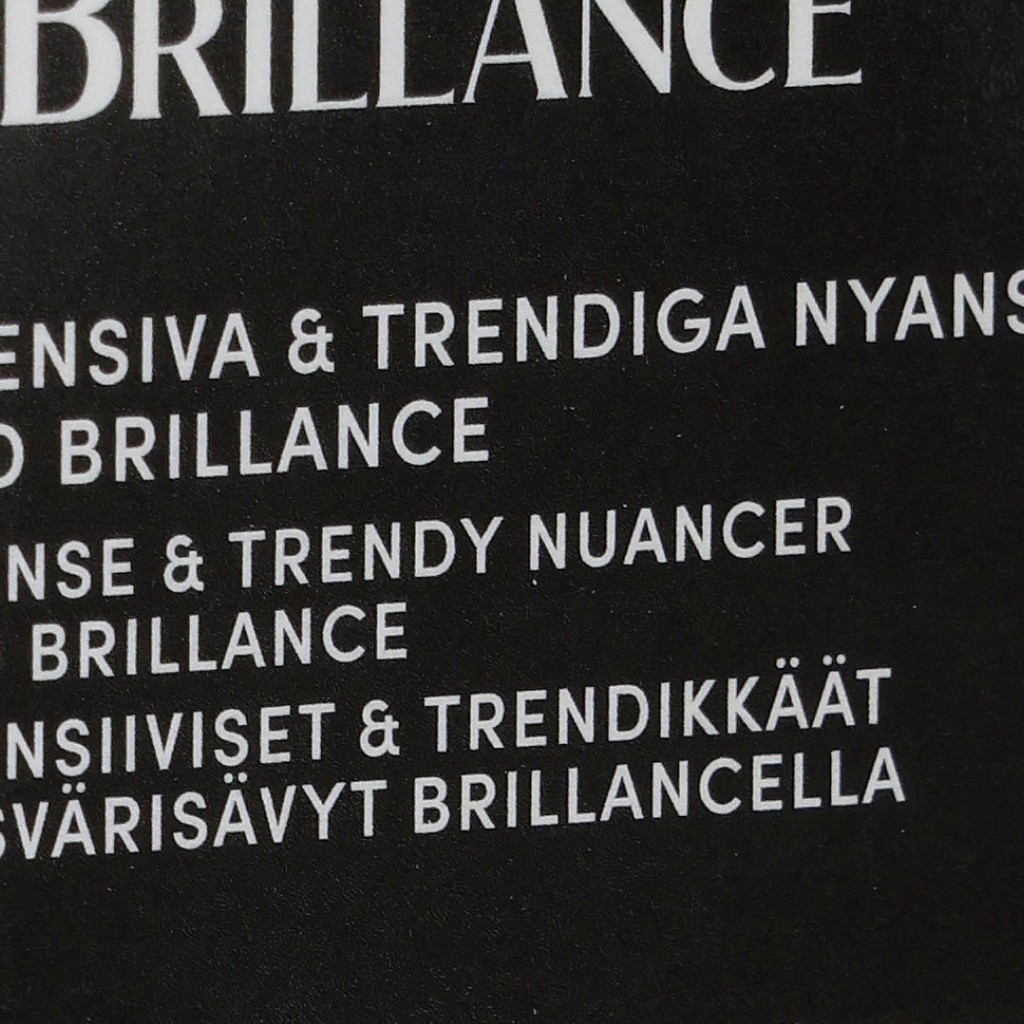 BRILLANCE
ENSIVA & TRENDIGA NYANS
BRILLANCE
NSE & TRENDY NUANCER
BRILLANCE
NSIIVISET & TRENDIKKÄÄT
SVÄRISÄVYT BRILLANCELLA